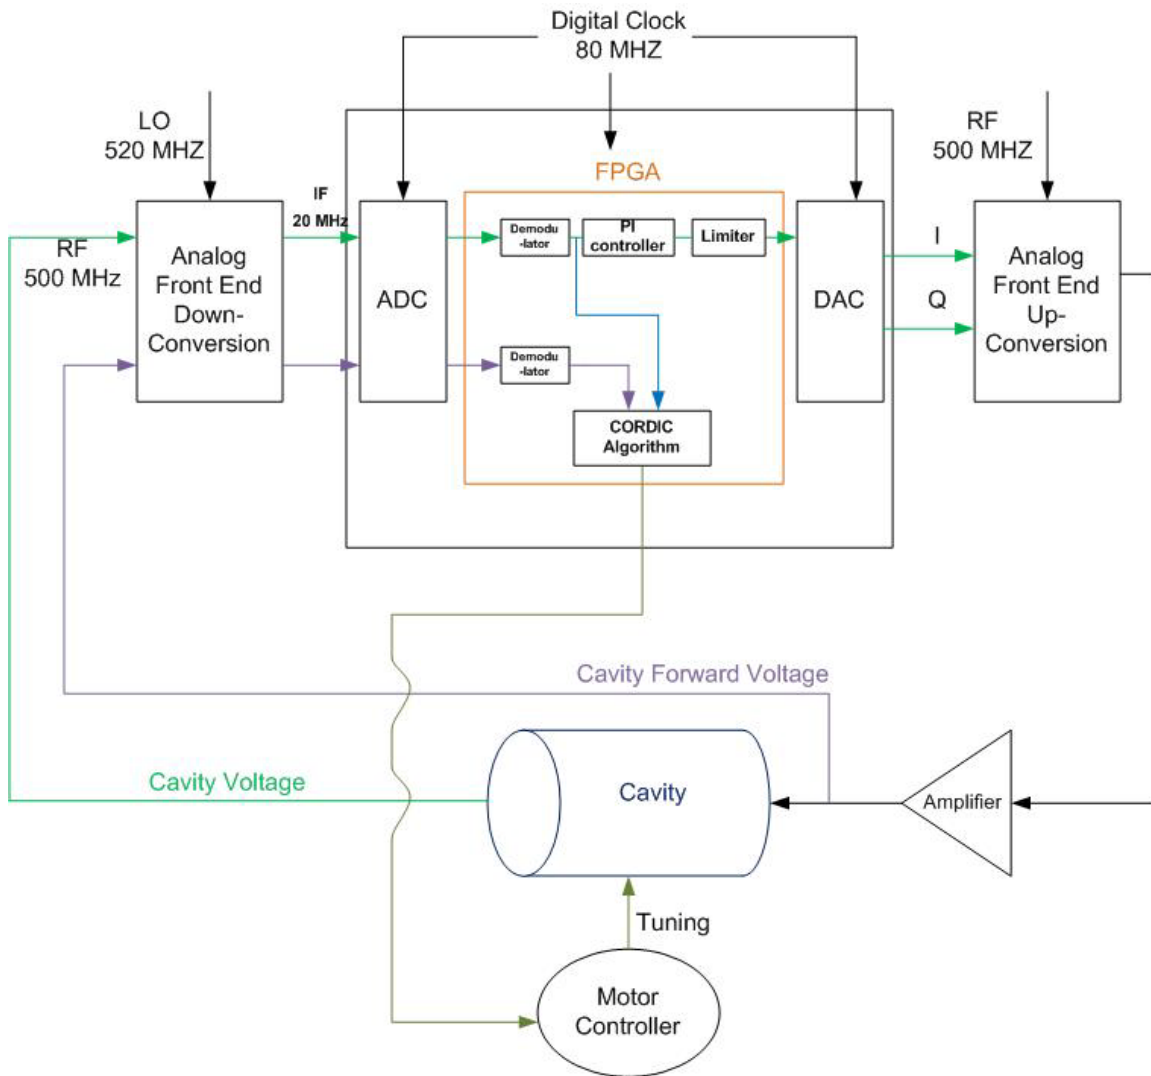 Digital Clock
80 MHZ
LO
520 MHZ
RF
500 MHZ
FPGA
IF
20 MHz
RF
500 MHz
Analog
Front End
Down-
Conversion
ADC
Demodu
-lator
PI
controller
Limiter
Demodu
-lator
CORDIC
Algorithm
DAC
I
Q
Analog
Front End
Up-
Conversion
Cavity Forward Voltage
Cavity Voltage
Cavity
Amplifier
Tuning
Motor
Controller